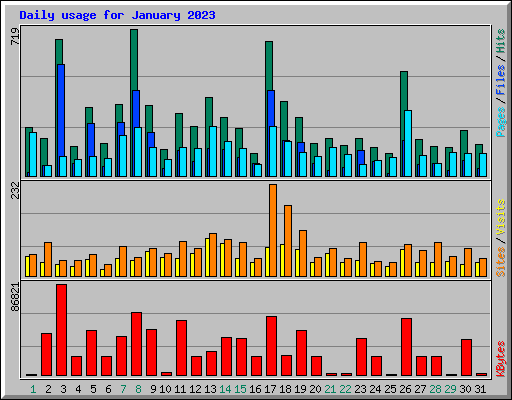 Daily usage for January 2023
719
Pages / Files / Hits
232
Sites / Visits
86821
KBytes
1 2 3 4 5 6 7 8 9 10 11 12 13 14 15 16 17 18 19 20 21 22 23 24 25 26 27 28 29 30 31